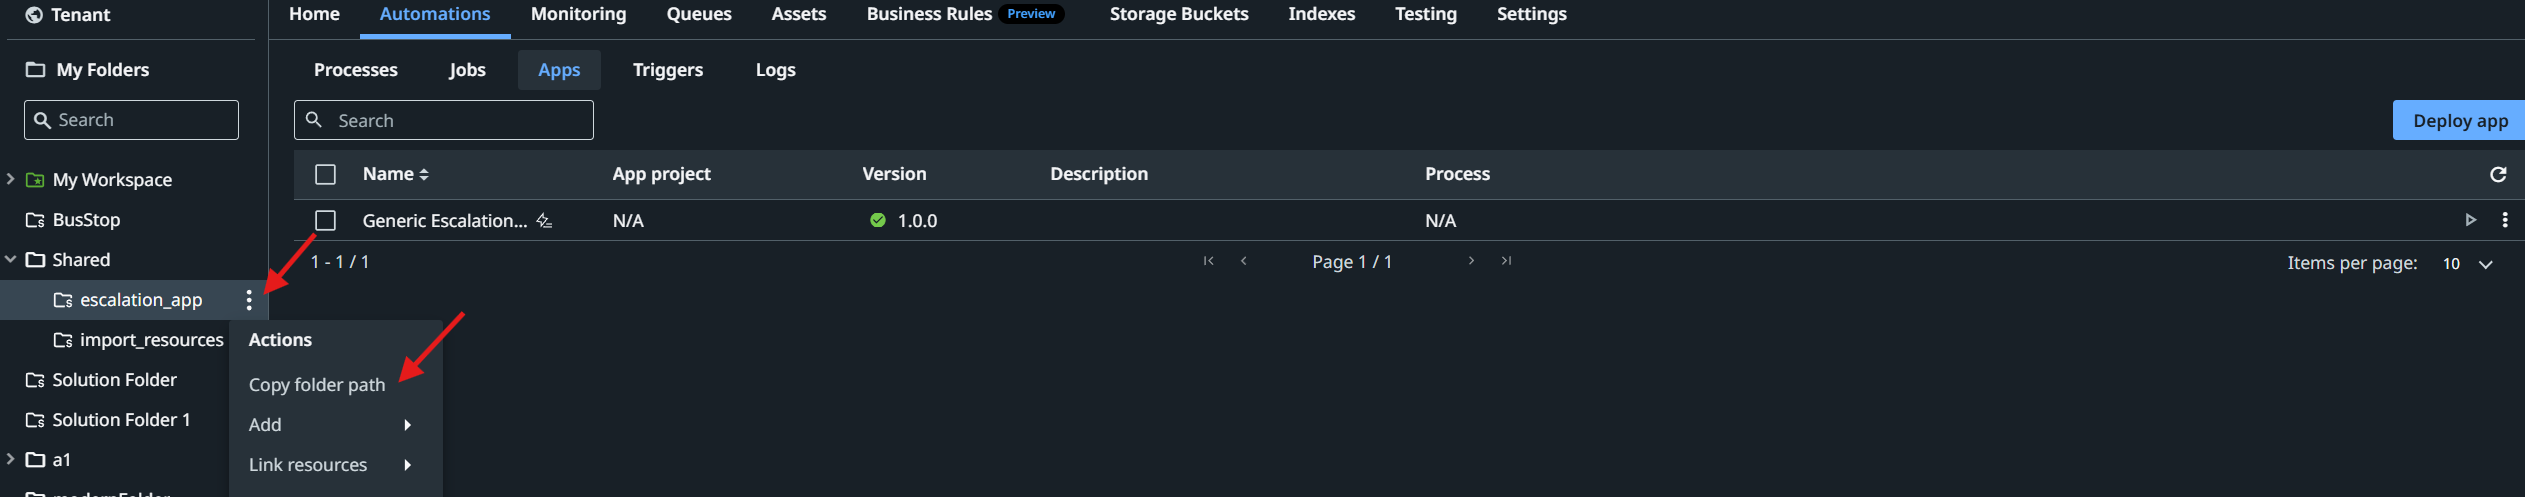 Tenant
Home Automations Monitoring Queues Assets Business Rules Preview Storage Buckets Indexes Testing Settings
My Folders
Processes Jobs Apps Triggers Logs
Search
Search
Deploy app
Name App project Version Description Process
My Workspace
BusStop
Generic Escalation... N/A 1.0.0 N/A
Shared
1 - 1 / 1 Page 1 / 1 Items per page: 10
escalation_app
import_resources
Actions
Solution Folder
Copy folder path
Solution Folder 1
Add
a1
Link resources